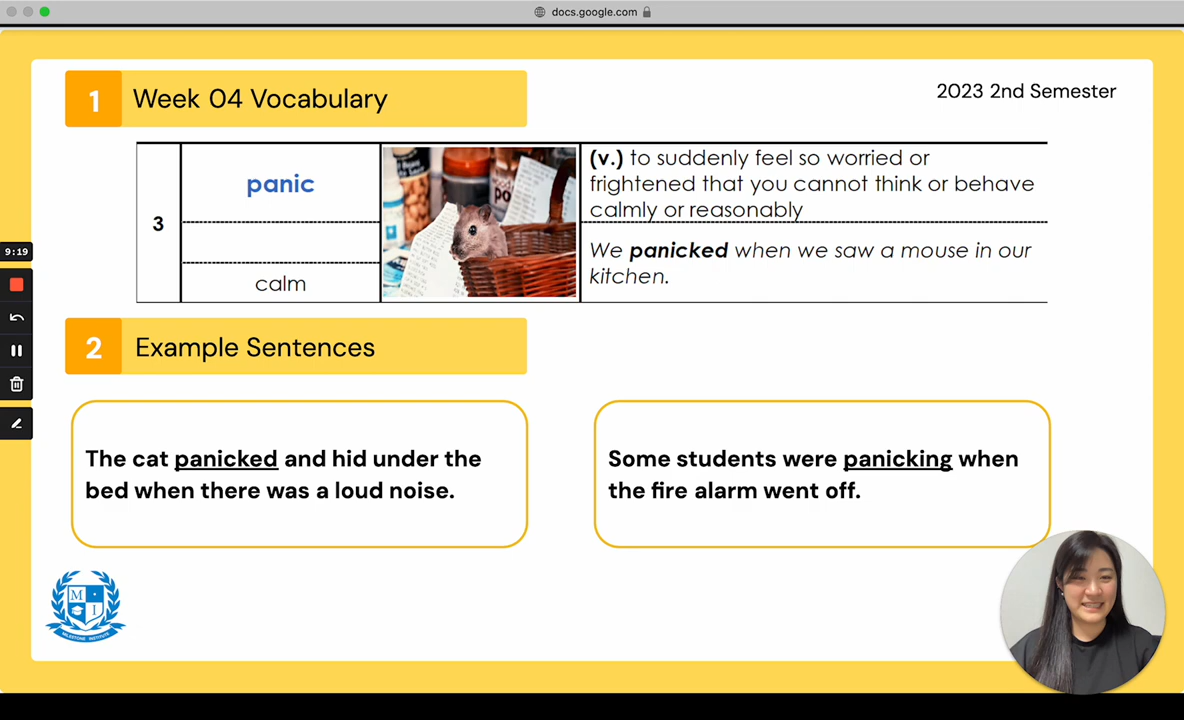 docs.google.com
1 Week 04 Vocabulary
2023 2nd Semester
3
panic
calm
(v.) to suddenly feel so worried or
frightened that you cannot think or behave
calmly or reasonably
We panicked when we saw a mouse in our
kitchen.
9:19
2 Example Sentences
The cat panicked and hid under the
bed when there was a loud noise.
Some students were panicking when
the fire alarm went off.
M
I
MILESTONE INSTITUTE